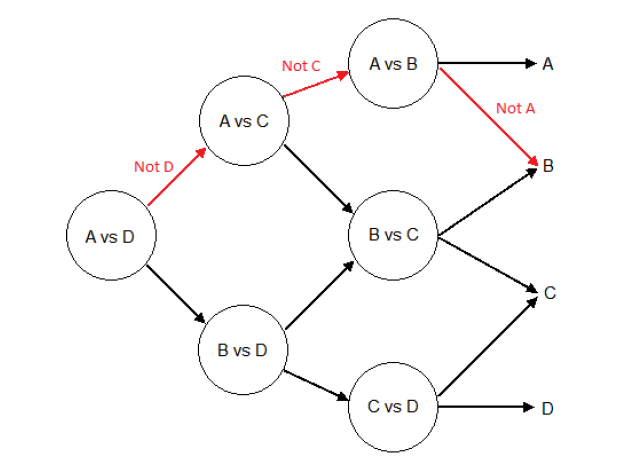 Not C
A vs B
A
Not A
A vs C
Not D
B
A vs D
B vs C
C
B vs D
C vs D
D